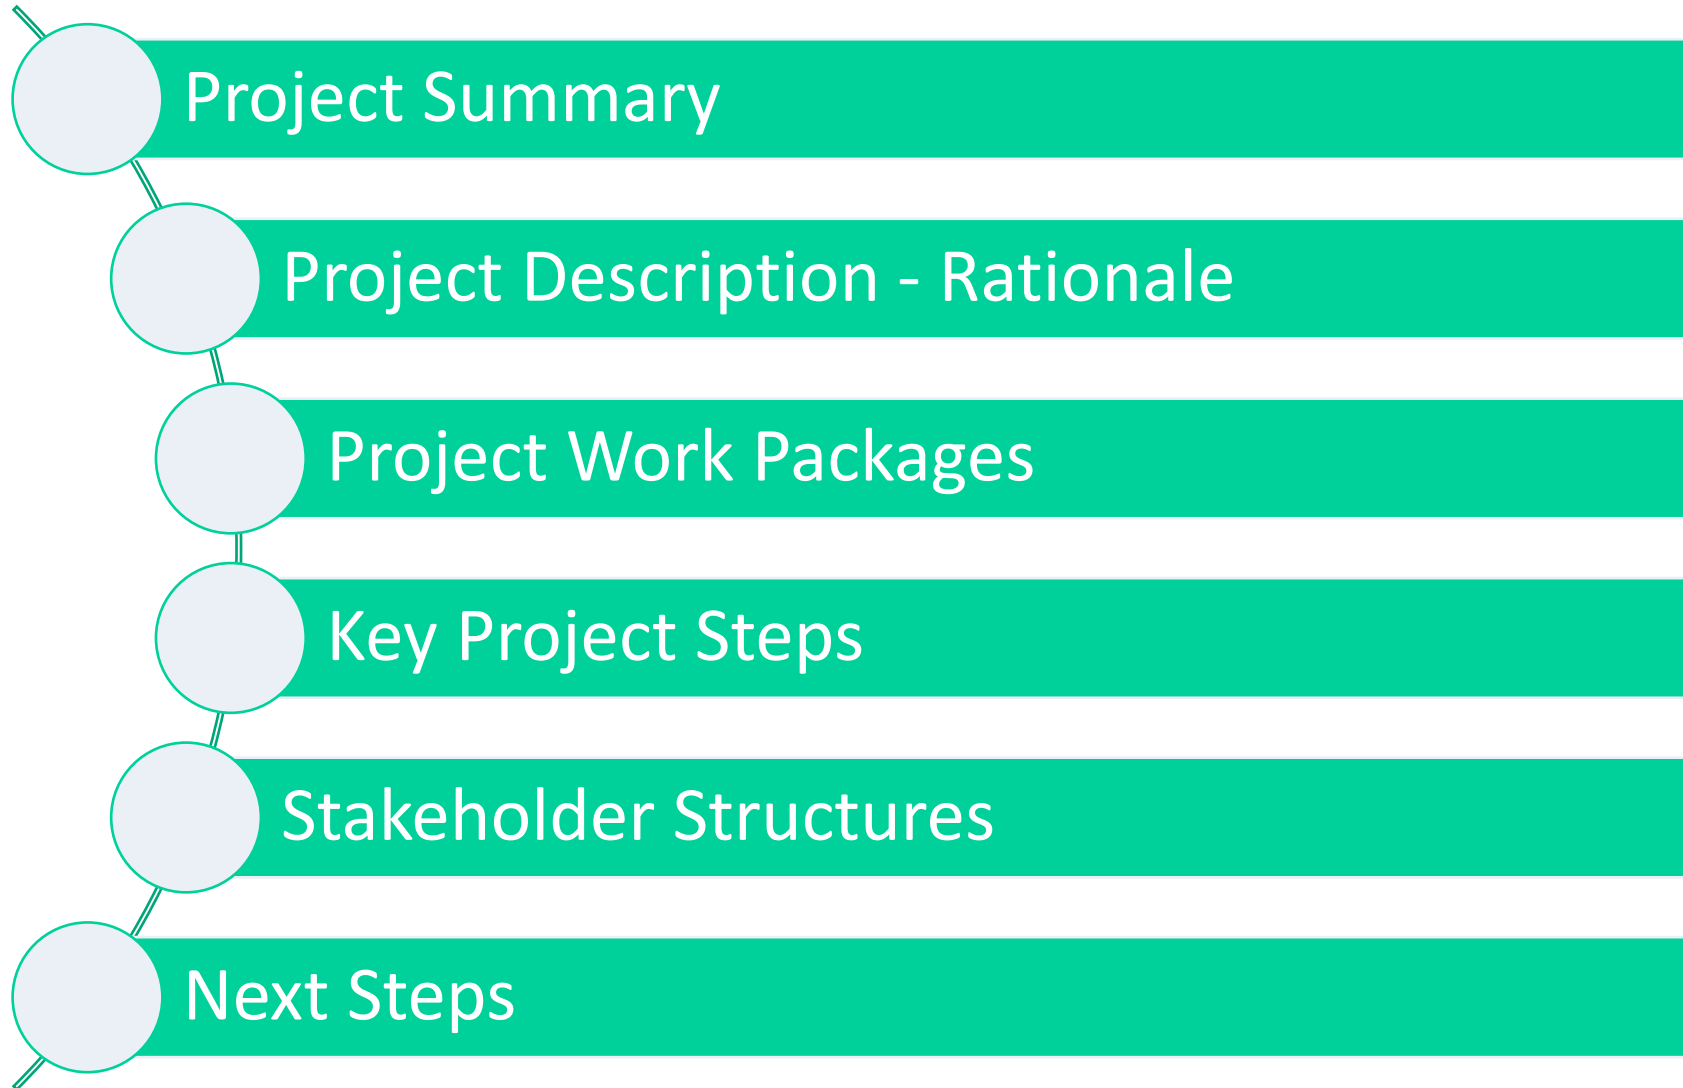 Project Summary
Project Description - Rationale
Project Work Packages
Key Project Steps
Stakeholder Structures
Next Steps